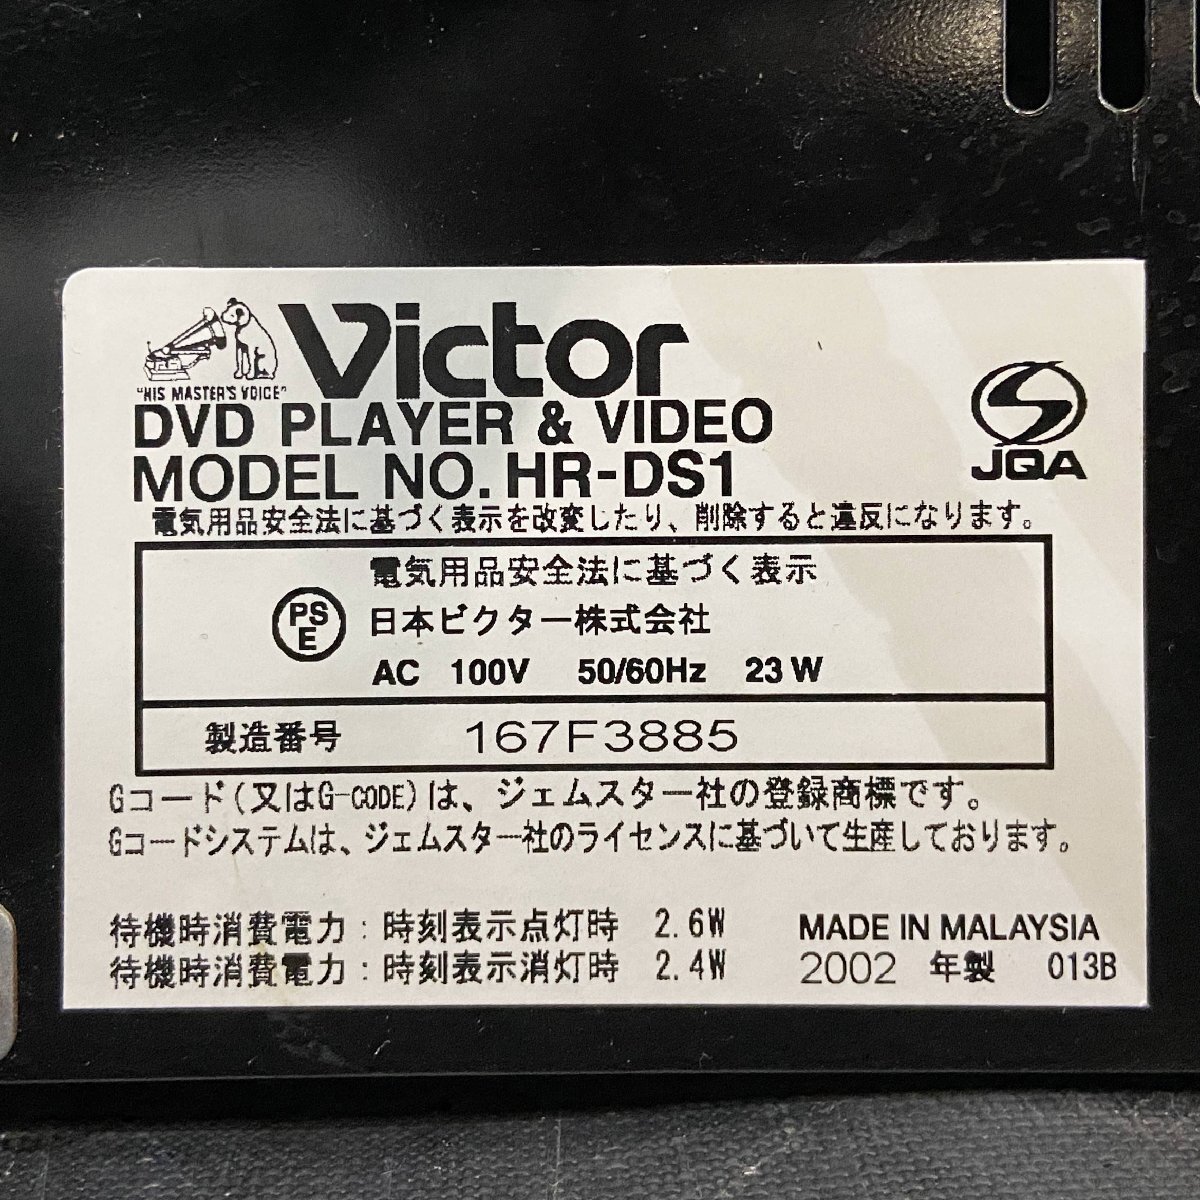 Victor
"HIS MASTER'S VOICE"
DVD PLAYER & VIDEO
MODEL NO. HR-DS1
JQA
電気用品安全法に基づく表示を改変したり、削除すると違反になります。
電気用品安全法に基づく表示
PSE 日本ビクター株式会社
AC 100V 50/60Hz 23 W
製造番号 167F3885
Gコード(又はG-CODE)は、ジェムスター社の登録商標です。
Gコードシステムは、ジェムスター社のライセンスに基づいて生産しております。
待機時消費電力：時刻表示点灯時 2.6W MADE IN MALAYSIA
待機時消費電力：時刻表示消灯時 2.4W 2002 年製 013B